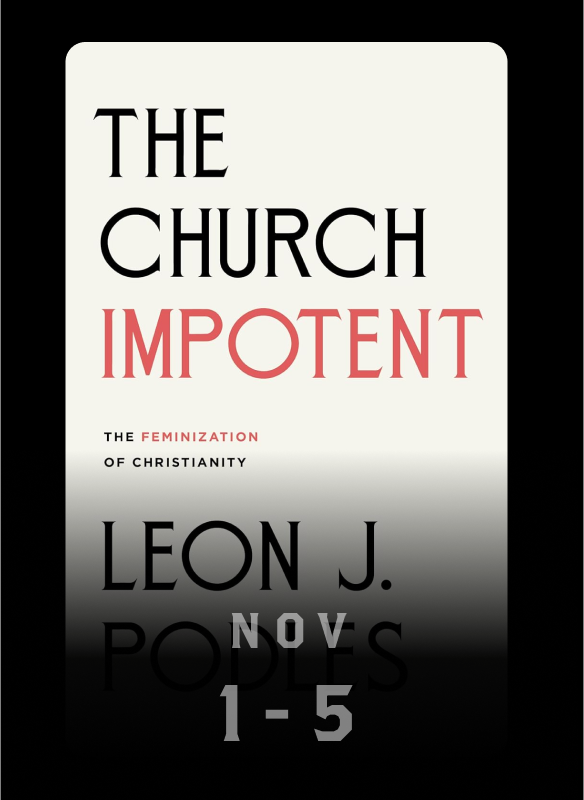 THE
CHURCH
IMPOTENT
THE FEMINIZATION
OF CHRISTIANITY
LEON J.
PODLES
NOV
1-5